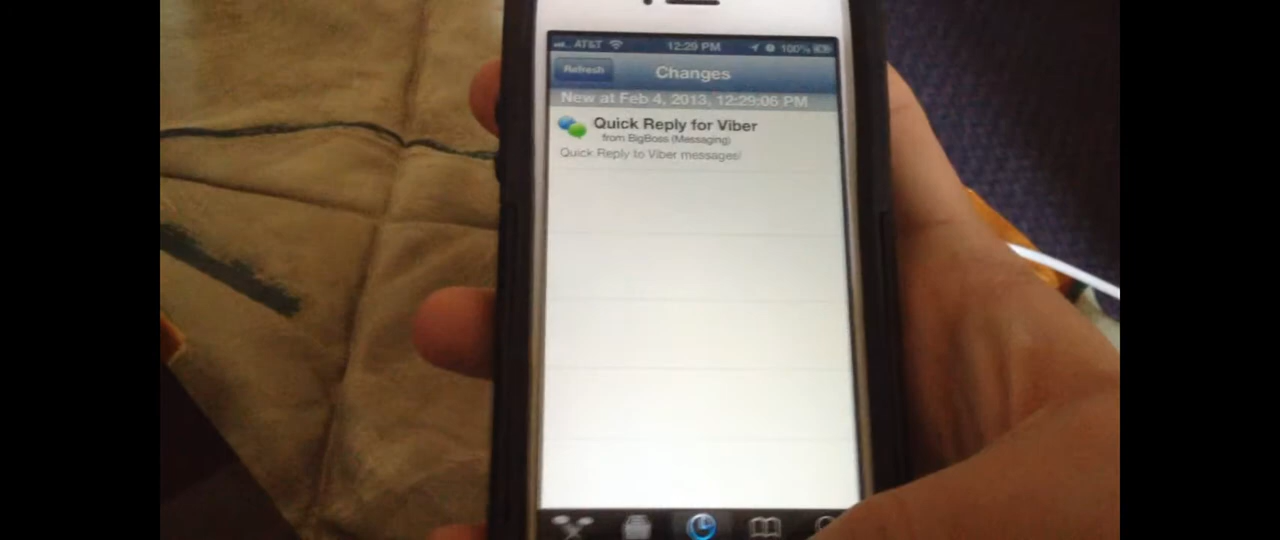 AT&T 12:29 PM 100%
Refresh Changes
New at Feb 4, 2013, 12:29:06 PM
Quick Reply for Viber
from BigBoss (Messaging)
Quick Reply to Viber messages!